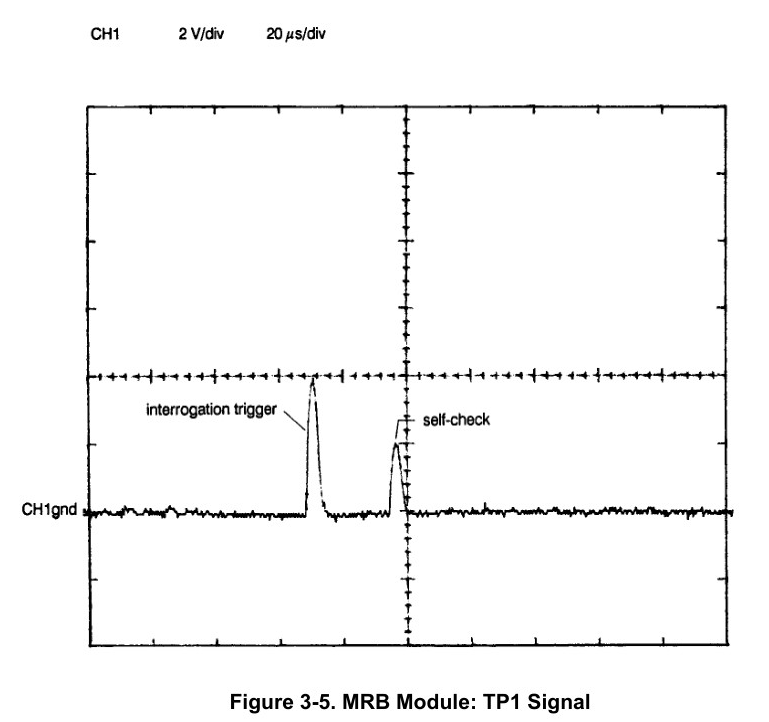 CH1 2 V/div 20 µs/div
interrogation trigger
self-check
CH1gnd
Figure 3-5. MRB Module: TP1 Signal